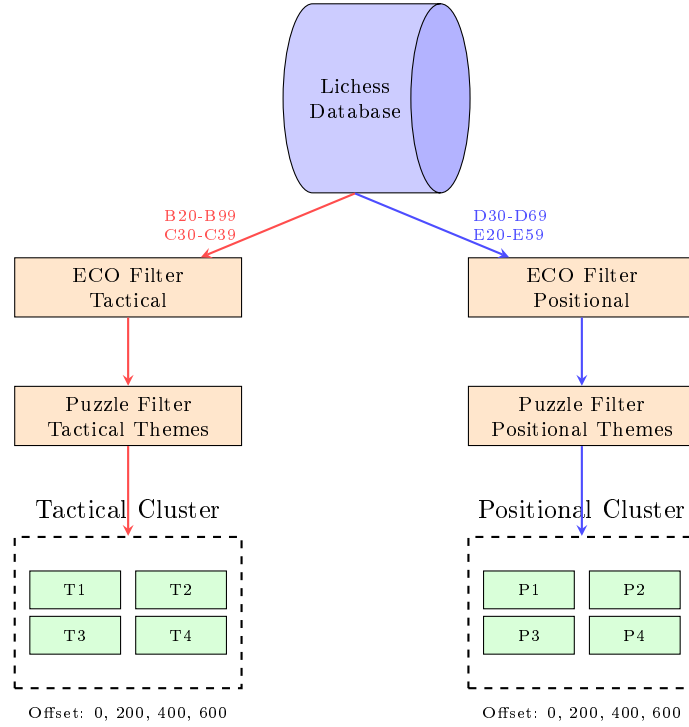 Lichess
Database
B20-B99
C30-C39
D30-D69
E20-E59
ECO Filter
Tactical
ECO Filter
Positional
Puzzle Filter
Tactical Themes
Puzzle Filter
Positional Themes
Tactical Cluster
Positional Cluster
T1
T2
P1
P2
T3
T4
P3
P4
Offset: 0, 200, 400, 600
Offset: 0, 200, 400, 600